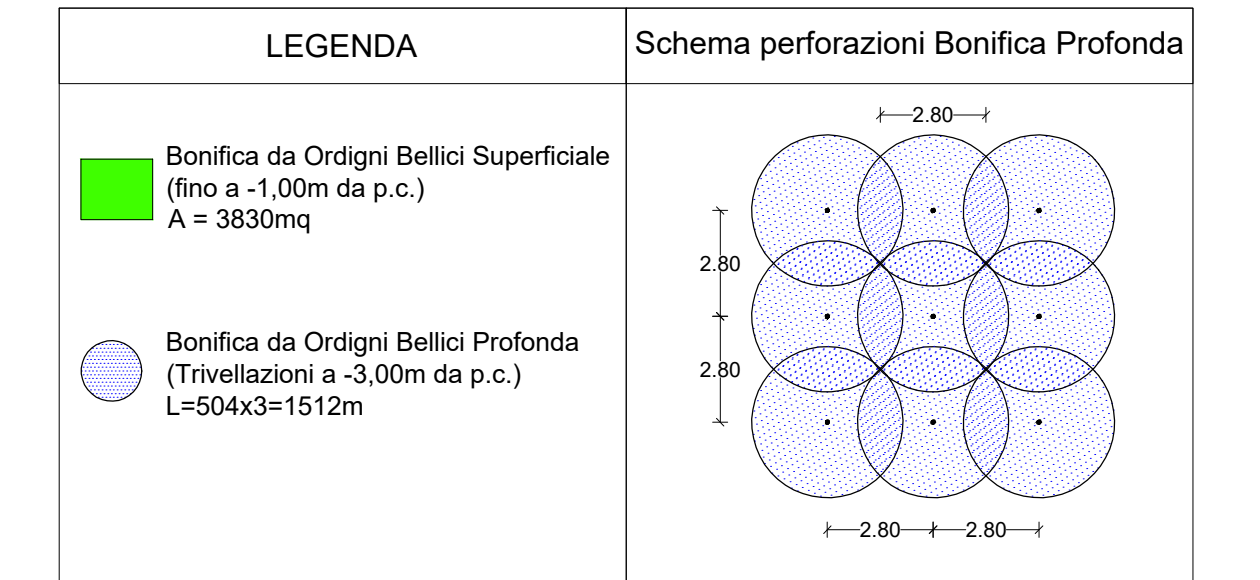 LEGENDA
Bonifica da Ordigni Bellici Superficiale
(fino a -1,00m da p.c.)
A = 3830mq
Bonifica da Ordigni Bellici Profonda
(Trivellazioni a -3,00m da p.c.)
L=504x3=1512m
Schema perforazioni Bonifica Profonda
2.80
2.80
2.80
2.80 2.80